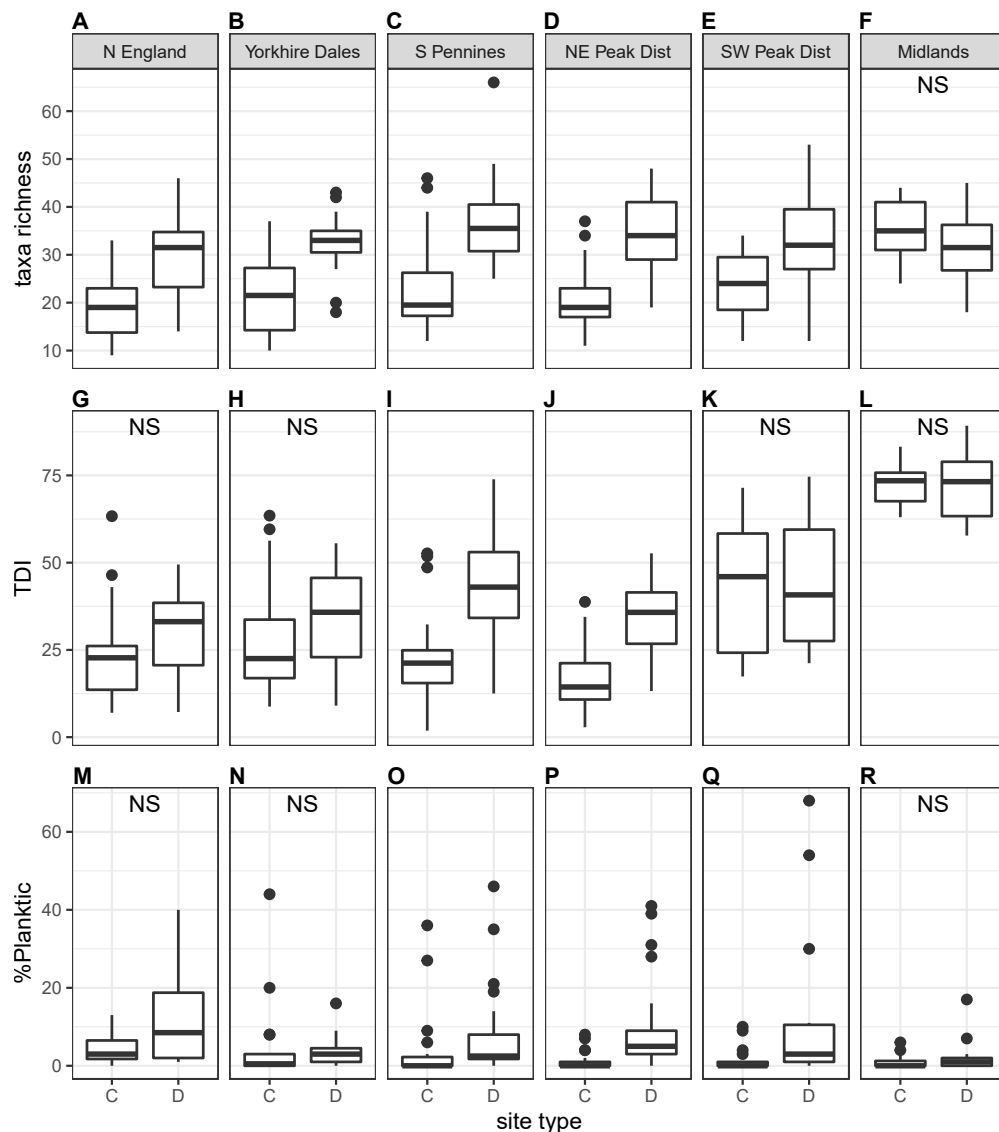 A B C D E F
N England Yorkhire Dales S Pennines NE Peak Dist SW Peak Dist Midlands
NS
60
50
40
30
20
10
taxa richness
G H I J K L
NS NS NS NS
75
50
25
0
TDI
M N O P Q R
NS NS NS
60
40
20
0
%Planktic
C D C D C D C D C D C D
site type